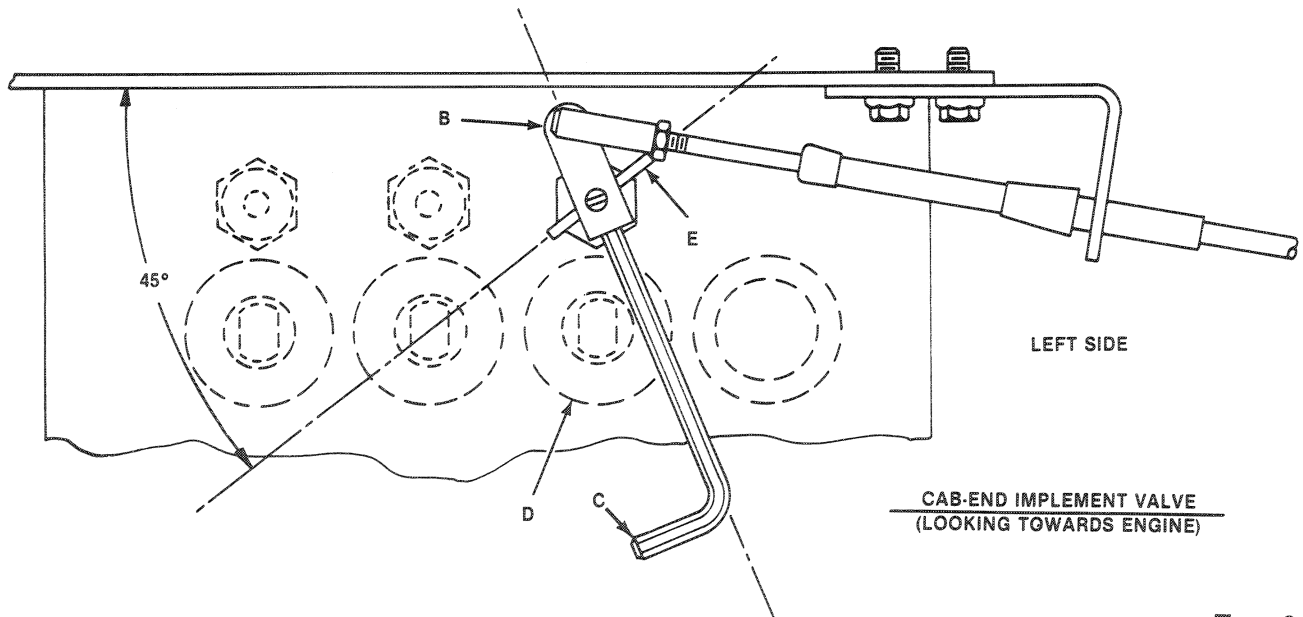 B
E
45°
LEFT SIDE
C
D
CAB-END IMPLEMENT VALVE
(LOOKING TOWARDS ENGINE)